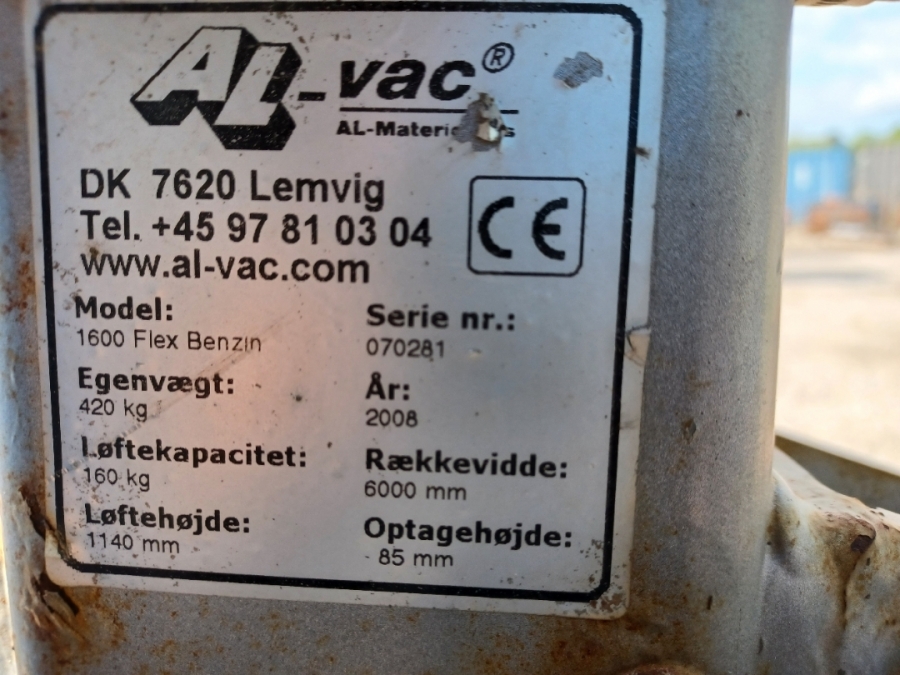 AL-vac®
DK 7620 Lemvig
Tel. +45 97 81 03 04
www.al-vac.com
CE
Model:
1600 Flex Benzin
Serie nr.:
070281
Egenvægt:
420 kg
År:
2008
Løftekapacitet:
160 kg
Rækkevidde:
6000 mm
Løftehøjde:
1140 mm
Optagehøjde:
- 85 mm